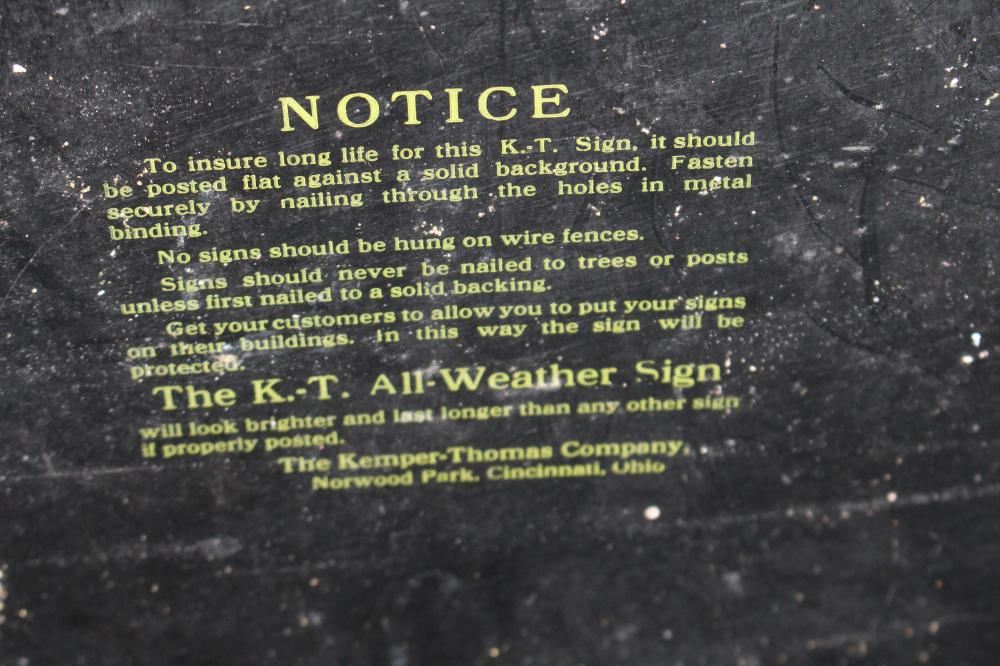 NOTICE
To insure long life for this K.-T. Sign, it should
be posted flat against a solid background. Fasten
securely by nailing through the holes in metal
binding.
No signs should be hung on wire fences.
Signs should never be nailed to trees or posts
unless first nailed to a solid backing.
Get your customers to allow you to put your signs
on their buildings. In this way the sign will be
protected.
The K.-T. All-Weather Sign
will look brighter and last longer than any other sign
if properly posted.
The Kemper-Thomas Company,
Norwood Park, Cincinnati, Ohio